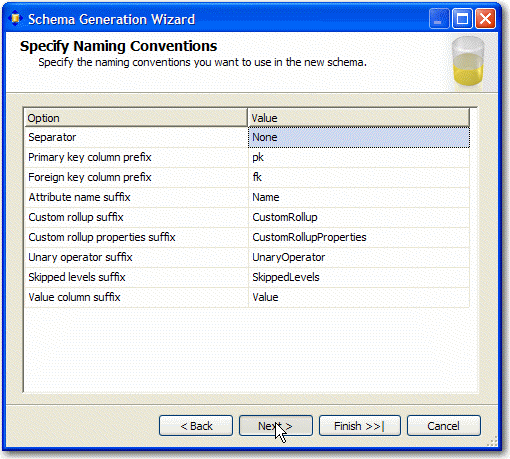 Schema Generation Wizard
Specify Naming Conventions
Specify the naming conventions you want to use in the new schema.
Option Value
Separator None
Primary key column prefix pk
Foreign key column prefix fk
Attribute name suffix Name
Custom rollup suffix CustomRollup
Custom rollup properties suffix CustomRollupProperties
Unary operator suffix UnaryOperator
Skipped levels suffix SkippedLevels
Value column suffix Value
< Back Next > Finish >>| Cancel